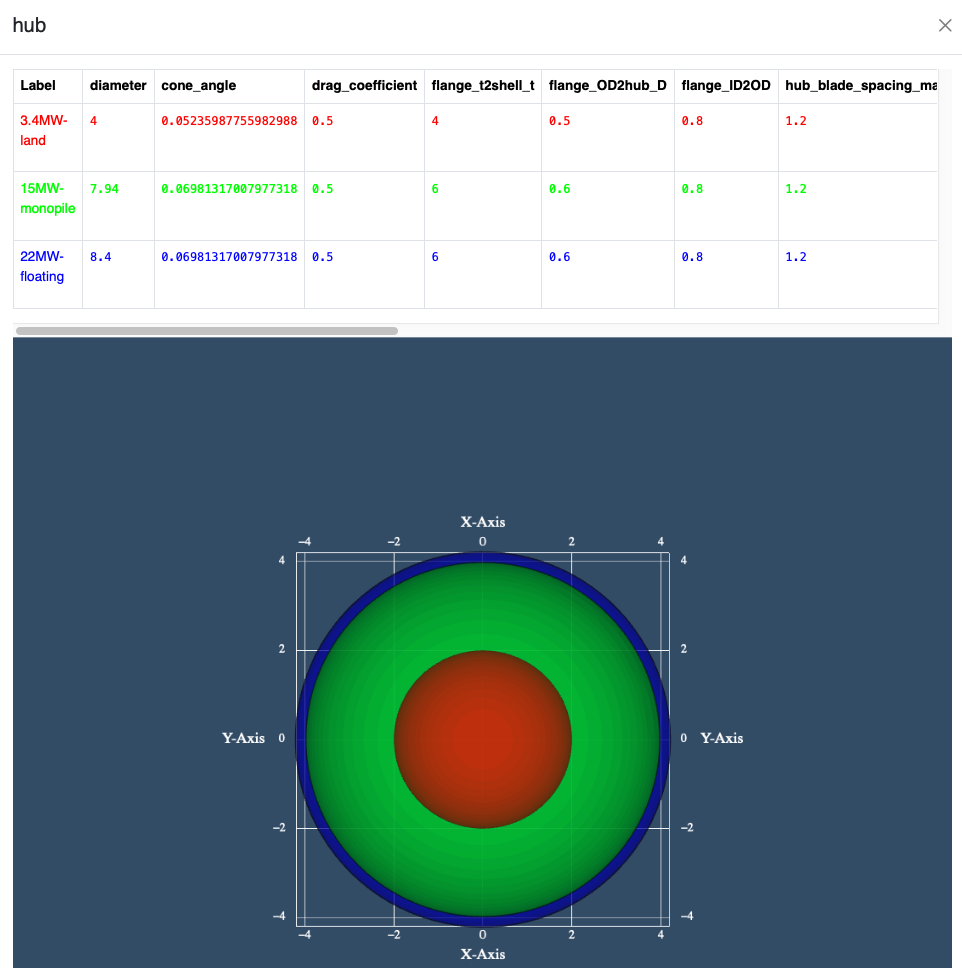 hub
Label diameter cone_angle drag_coefficient flange_t2shell_t flange_OD2hub_D flange_ID2OD hub_blade_spacing_ma
3.4MW- 4 0.05235987755982988 0.5 4 0.5 0.8 1.2
land
15MW- 7.94 0.06981317007977318 0.5 6 0.6 0.8 1.2
monopile
22MW- 8.4 0.06981317007977318 0.5 6 0.6 0.8 1.2
floating
X-Axis
−4 −2 0 2 4
4 4
2 2
Y-Axis 0 0 Y-Axis
−2 −2
−4 −4
−4 −2 0 2 4
X-Axis